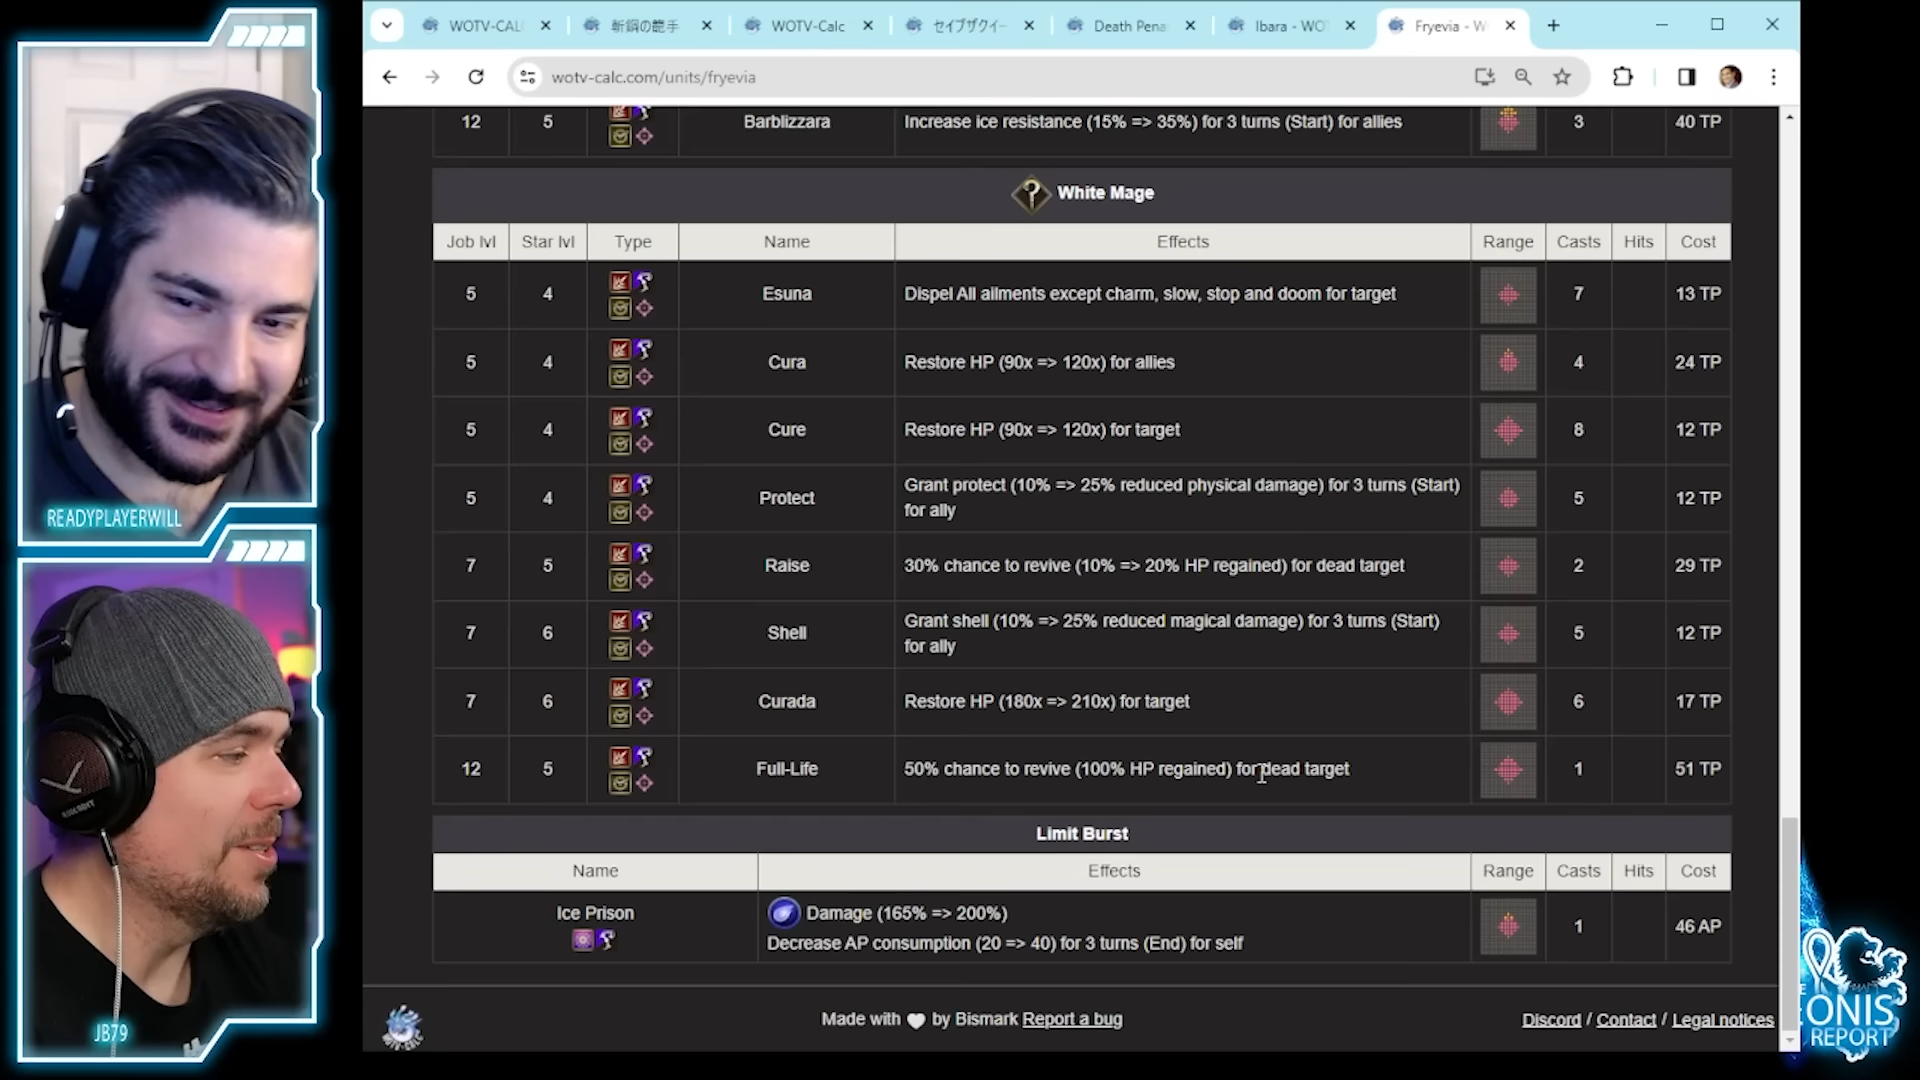 WOTV-CAL
斬鋼の籠手
WOTV-Calc
セイブザクイー
Death Pena
Ibara - WO
Fryevia - W
wotv-calc.com/units/fryevia
12 5 Barblizzara Increase ice resistance (15% => 35%) for 3 turns (Start) for allies 3 40 TP
White Mage
Job lvl Star lvl Type Name Effects Range Casts Hits Cost
5 4 Esuna Dispel All ailments except charm, slow, stop and doom for target 7 13 TP
5 4 Cura Restore HP (90x => 120x) for allies 4 24 TP
5 4 Cure Restore HP (90x => 120x) for target 8 12 TP
5 4 Protect Grant protect (10% => 25% reduced physical damage) for 3 turns (Start) 5 12 TP
for ally
7 5 Raise 30% chance to revive (10% => 20% HP regained) for dead target 2 29 TP
7 6 Shell Grant shell (10% => 25% reduced magical damage) for 3 turns (Start) 5 12 TP
for ally
7 6 Curada Restore HP (180x => 210x) for target 6 17 TP
12 5 Full-Life 50% chance to revive (100% HP regained) for dead target 1 51 TP
Limit Burst
Name Effects Range Casts Hits Cost
Ice Prison Damage (165% => 200%) 1 46 AP
Decrease AP consumption (20 => 40) for 3 turns (End) for self
WOTV-CALC
Made with by Bismark Report a bug
Discord / Contact / Legal notices
READYPLAYERWILL
JB79
ONIS
REPORT